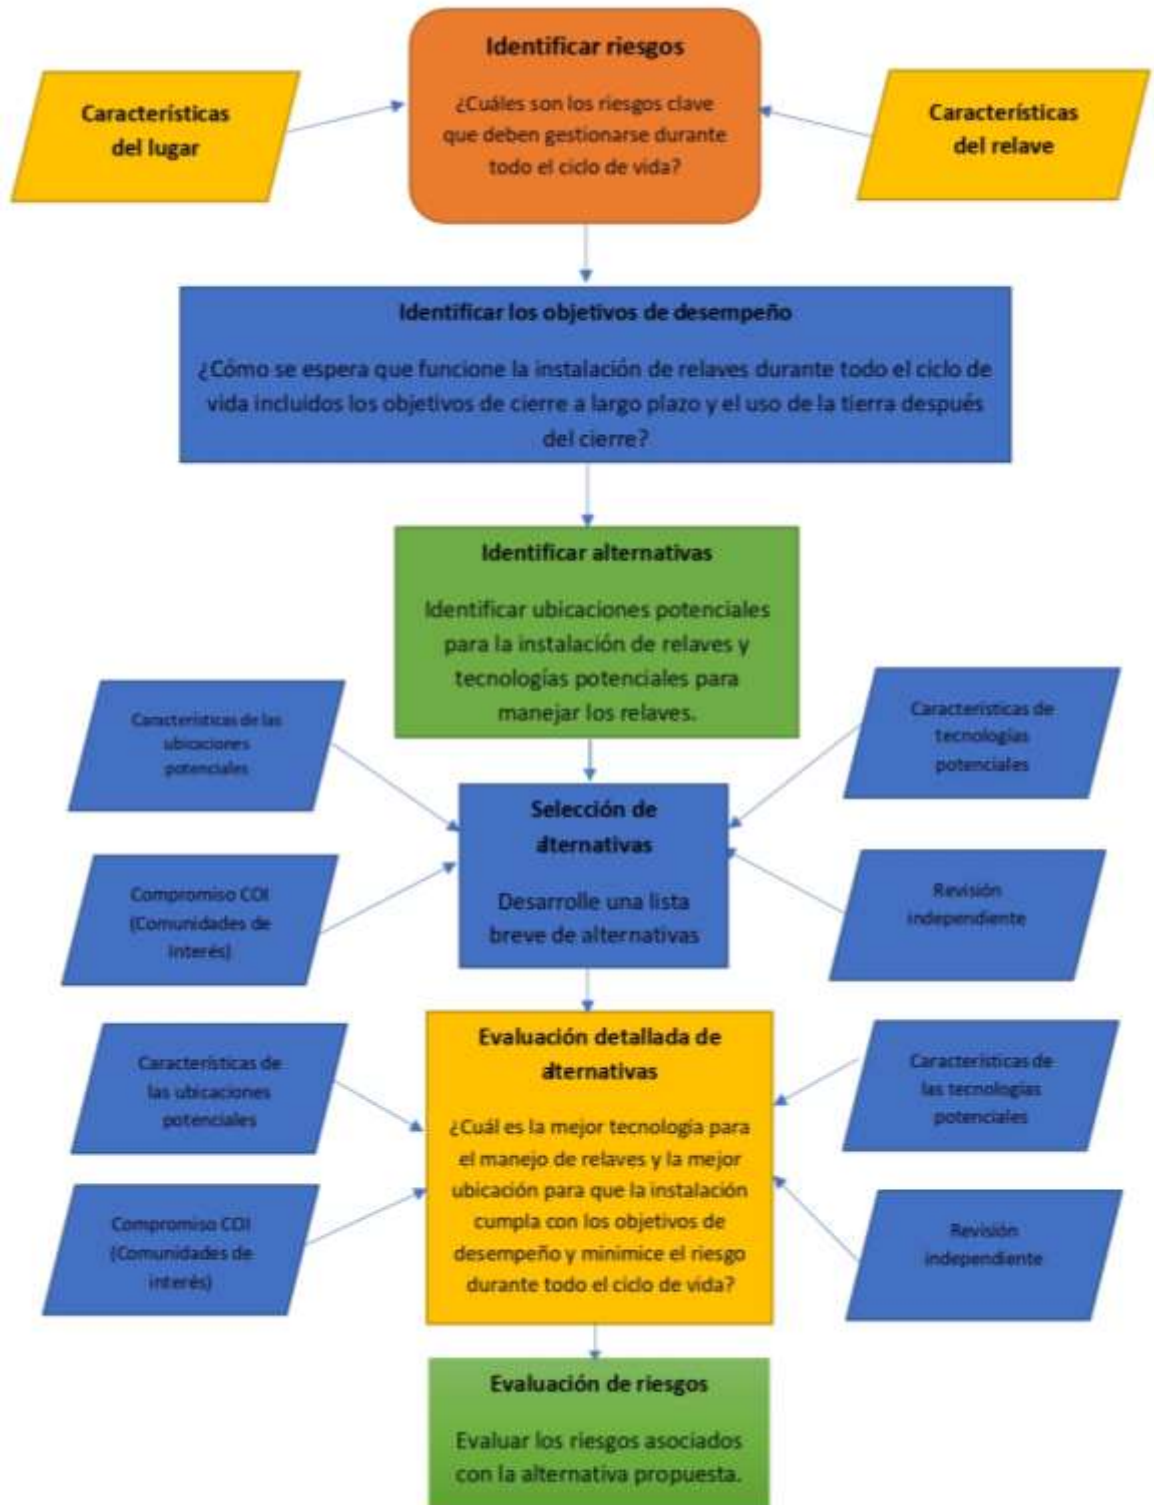 Identificar riesgos
¿Cuáles son los riesgos clave
que deben gestionarse durante
todo el ciclo de vida?
Características
del lugar
Características
del relave
Identificar los objetivos de desempeño
¿Cómo se espera que funcione la instalación de relaves durante todo el ciclo de
vida incluidos los objetivos de cierre a largo plazo y el uso de la tierra después
del cierre?
Identificar alternativas
Identificar ubicaciones potenciales
para la instalación de relaves y
tecnologías potenciales para
manejar los relaves.
Características de las
ubicaciones
potenciales
Características de
tecnologías
potenciales
Selección de
alternativas
Desarrolle una lista
breve de alternativas
Compromiso COI
(Comunidades de
interés)
Revisión
independiente
Evaluación detallada de
alternativas
¿Cuál es la mejor tecnología para
el manejo de relaves y la mejor
ubicación para que la instalación
cumpla con los objetivos de
desempeño y minimice el riesgo
durante todo el ciclo de vida?
Características de
las ubicaciones
potenciales
Características de
las tecnologías
potenciales
Compromiso COI
(Comunidades de
interés)
Revisión
independiente
Evaluación de riesgos
Evaluar los riesgos asociados
con la alternativa propuesta.